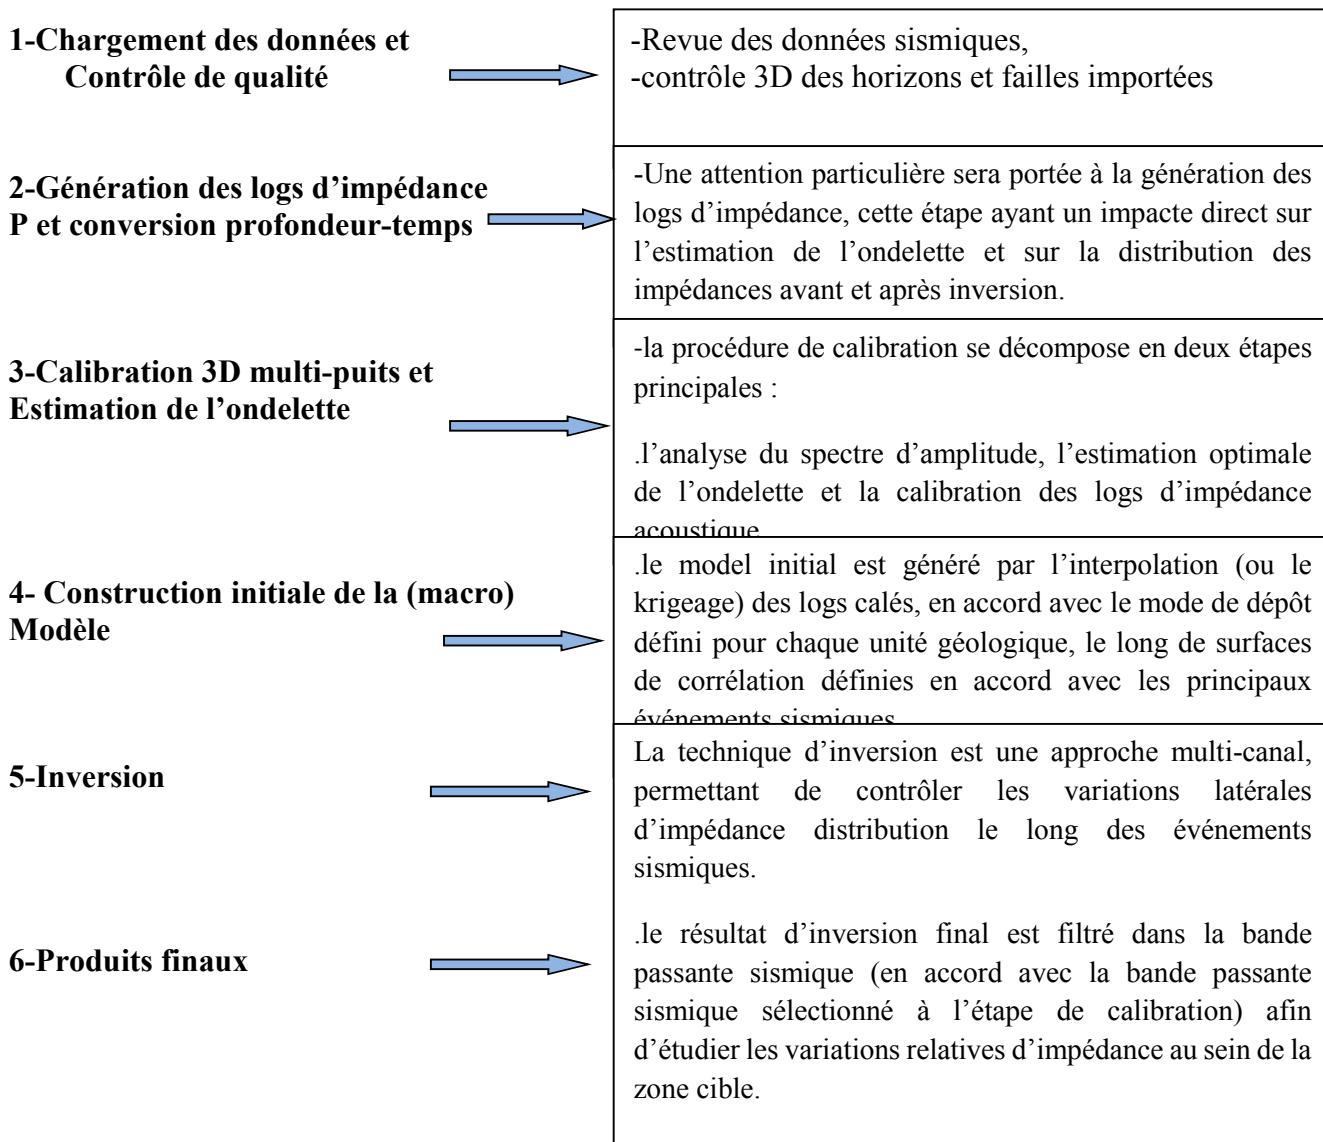 1-Chargement des données et
Contrôle de qualité
-Revue des données sismiques,
-contrôle 3D des horizons et failles importées
2-Génération des logs d’impédance
P et conversion profondeur-temps
-Une attention particulière sera portée à la génération des
logs d’impédance, cette étape ayant un impacte direct sur
l’estimation de l’ondelette et sur la distribution des
impédances avant et après inversion.
3-Calibration 3D multi-puits et
Estimation de l’ondelette
-la procédure de calibration se décompose en deux étapes
principales :
.l’analyse du spectre d’amplitude, l’estimation optimale
de l’ondelette et la calibration des logs d’impédance
acoustique
4- Construction initiale de la (macro)
Modèle
.le model initial est généré par l’interpolation (ou le
krigeage) des logs calés, en accord avec le mode de dépôt
défini pour chaque unité géologique, le long de surfaces
de corrélation définies en accord avec les principaux
événements sismiques
5-Inversion
La technique d’inversion est une approche multi-canal,
permettant de contrôler les variations latérales
d’impédance distribution le long des événements
sismiques.
6-Produits finaux
.le résultat d’inversion final est filtré dans la bande
passante sismique (en accord avec la bande passante
sismique sélectionné à l’étape de calibration) afin
d’étudier les variations relatives d’impédance au sein de la
zone cible.